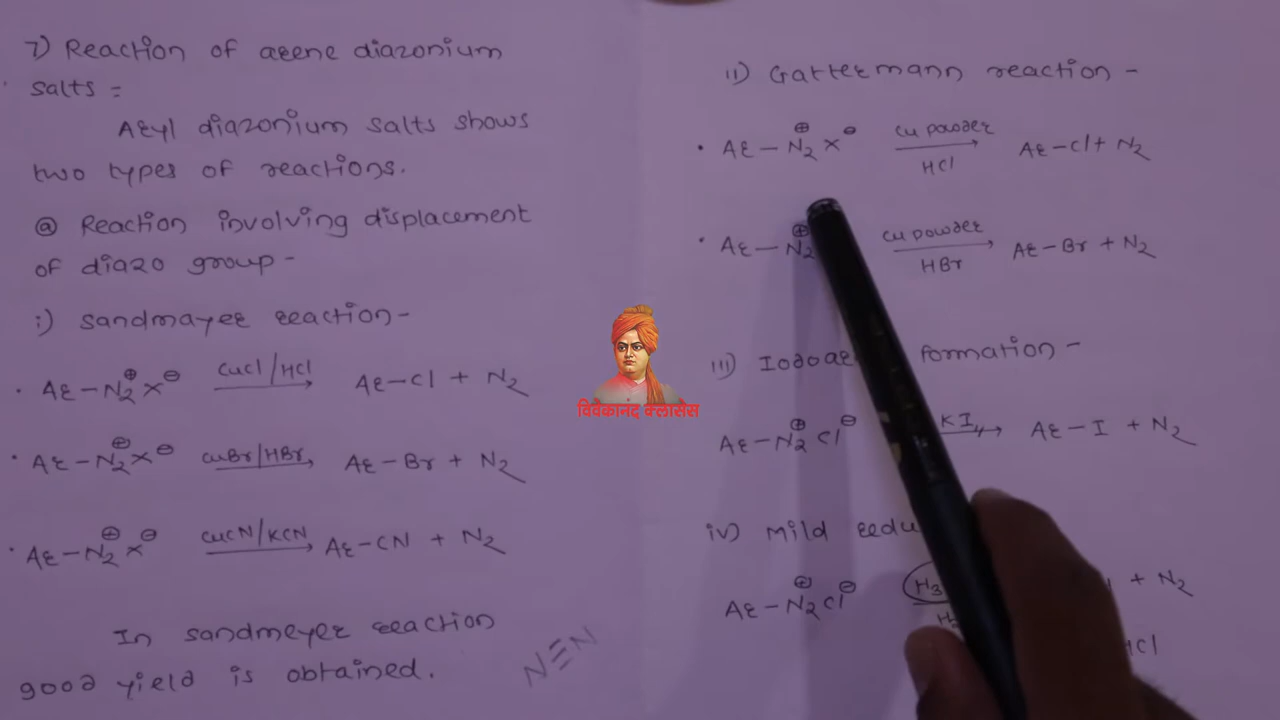 7) Reaction of arene diazonium
salts =
Aryl diazonium salts shows
two types of reactions.
ⓐ Reaction involving displacement
of diazo group -
i) Sandmayer reaction -
• Ar-N₂⊕X⊖ CuCl/HCl → Ar-Cl + N₂
• Ar-N₂⊕X⊖ CuBr/HBr → Ar-Br + N₂
• Ar-N₂⊕X⊖ CuCN/KCN → Ar-CN + N₂
In sandmeyer reaction
good yield is obtained.
N≡N
ii) Gattermann reaction -
• Ar-N₂⊕X⊖ Cu powder → HCl Ar-Cl + N₂
• Ar-N₂⊕ Cu powder → HBr Ar-Br + N₂
iii) formation -
Ar-N₂⊕Cl⊖ KI → Ar-I + N₂
iv) Mild
Ar-N₂⊕Cl⊖ + N₂
HCl
विवेकानंद क्लासेस